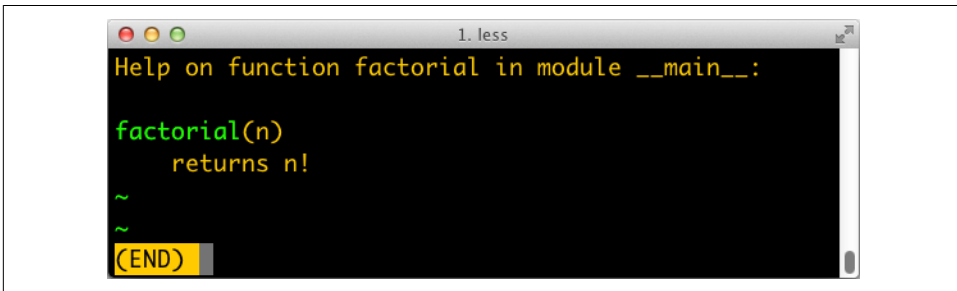 1. less
Help on function factorial in module __main__:
factorial(n)
    returns n!
~
~
(END)